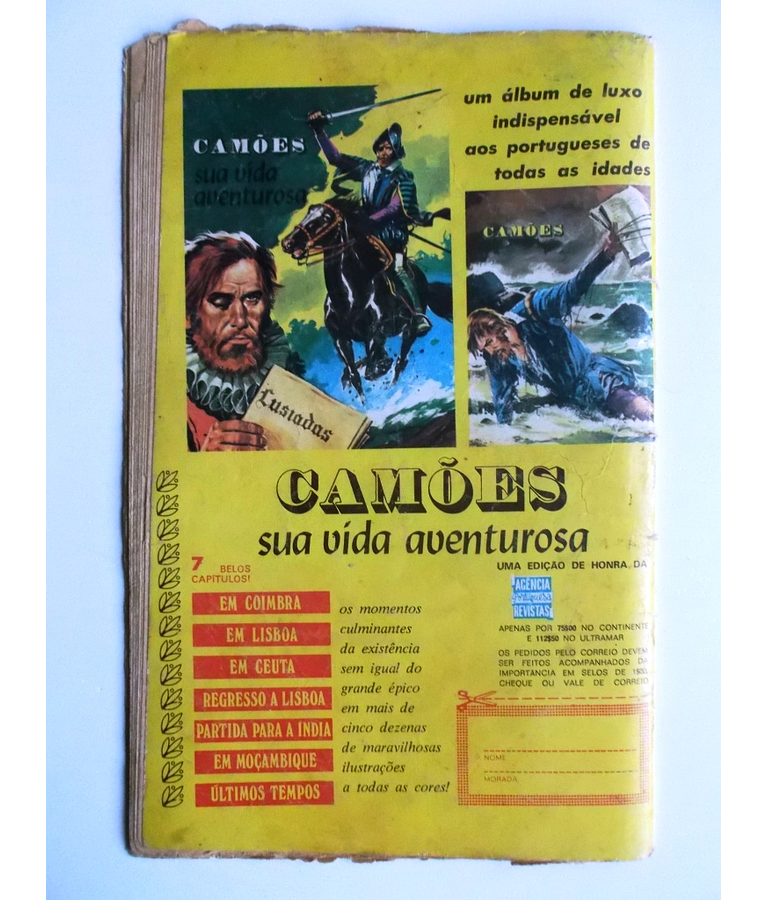 um álbum de luxo
indispensável
aos portugueses de
todas as idades
CAMÕES
sua vida
aventurosa
CAMÕES
Lusiadas
CAMÕES
sua vida aventurosa
7 BELOS
CAPÍTULOS!
EM COIMBRA
EM LISBOA
EM CEUTA
REGRESSO A LISBOA
PARTIDA PARA A ÍNDIA
EM MOÇAMBIQUE
ÚLTIMOS TEMPOS
os momentos
culminantes
da existência
sem igual do
grande épico
em mais de
cinco dezenas
de maravilhosas
ilustrações
a todas as cores!
UMA EDIÇÃO DE HONRA DA
AGÊNCIA
Portuguesa
REVISTAS
APENAS POR 75$00 NO CONTINENTE
E 112$50 NO ULTRAMAR
OS PEDIDOS PELO CORREIO DEVEM
SER FEITOS ACOMPANHADOS DA
IMPORTÂNCIA EM SELOS DE
CHEQUE OU VALE DE CORREIO
NOME
MORADA